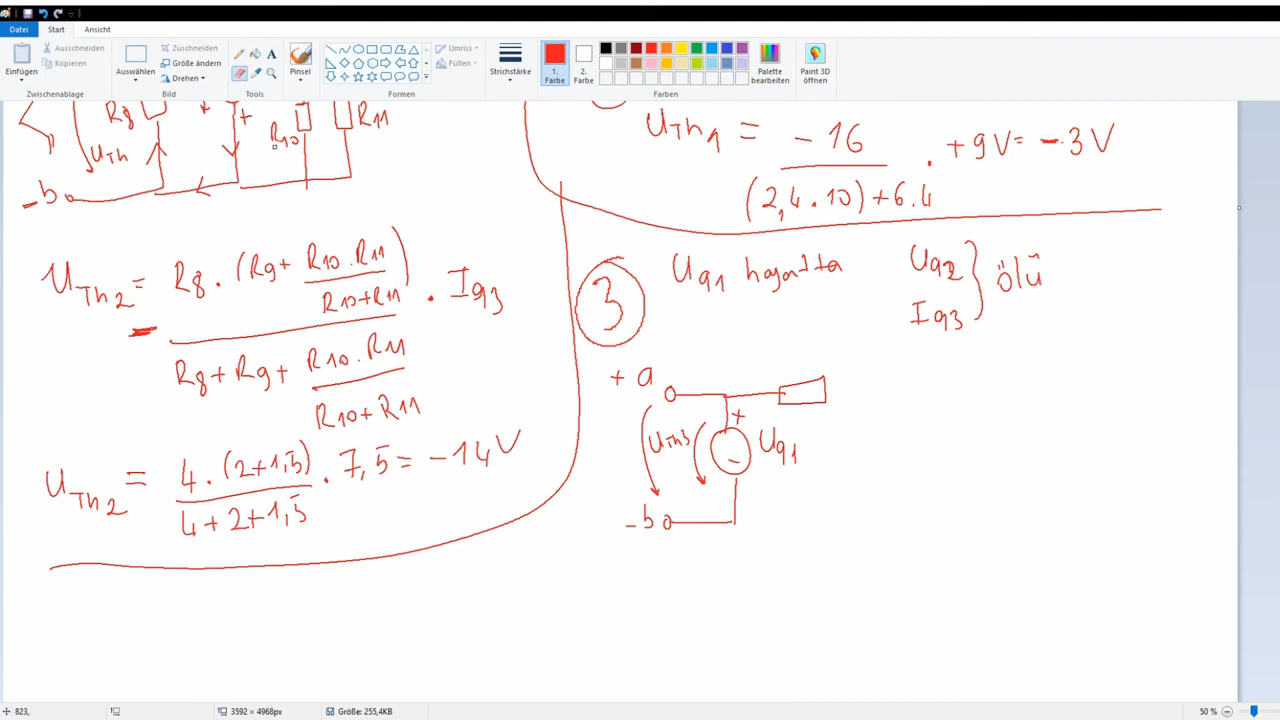 Datei
Start
Ansicht
Einfügen
Ausschneiden
Kopieren
Zwischenablage
Auswählen
Zuschneiden
Größe ändern
Drehen
Bild
A
Tools
Pinsel
Umriss
Füllen
Formen
Strichstärke
1. Farbe
2. Farbe
Palette bearbeiten
Paint 3D öffnen
Farben
R8 + + R10 R11
UTh
-b
UTh1 = -16 / (2,4.10)+6.4 . +9V = -3V
UTh2 = R8.(R9+ R10.R11 / R10+R11) / R8+R9+ R10.R11 / R10+R11 . Iq3
UTh2 = 4.(2+1,5) / 4+2+1,5 . 7,5 = -14V
3 Uq1 hayatta Uq2 Iq3 } ölü
+ a
+
UTh3 Uq1
-
-b
823,
3592 × 4968px
Größe: 255,4KB
50 %